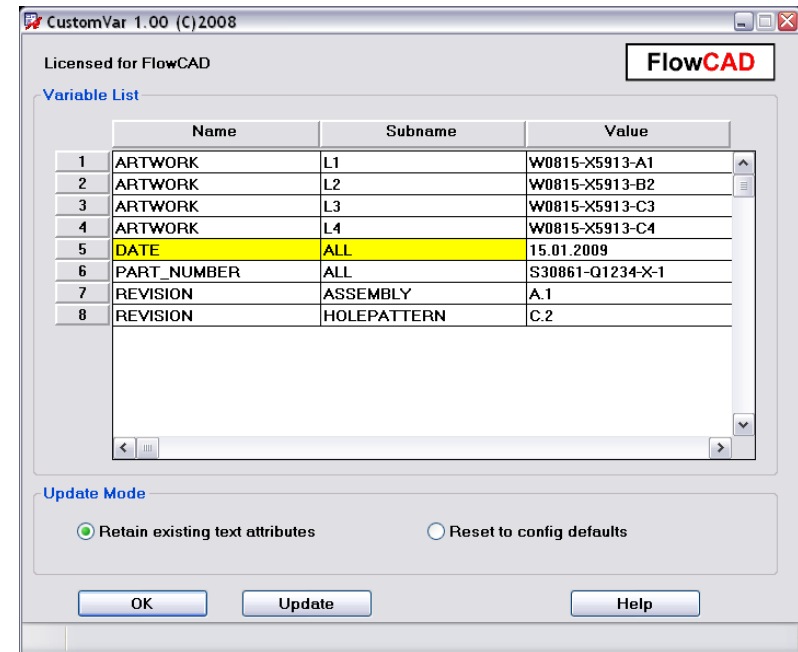 CustomVar 1.00 (C)2008
Licensed for FlowCAD
FlowCAD
Variable List
Name Subname Value
1 ARTWORK L1 W0815-X5913-A1
2 ARTWORK L2 W0815-X5913-B2
3 ARTWORK L3 W0815-X5913-C3
4 ARTWORK L4 W0815-X5913-C4
5 DATE ALL 15.01.2009
6 PART_NUMBER ALL S30861-Q1234-X-1
7 REVISION ASSEMBLY A.1
8 REVISION HOLEPATTERN C.2
Update Mode
Retain existing text attributes Reset to config defaults
OK Update Help